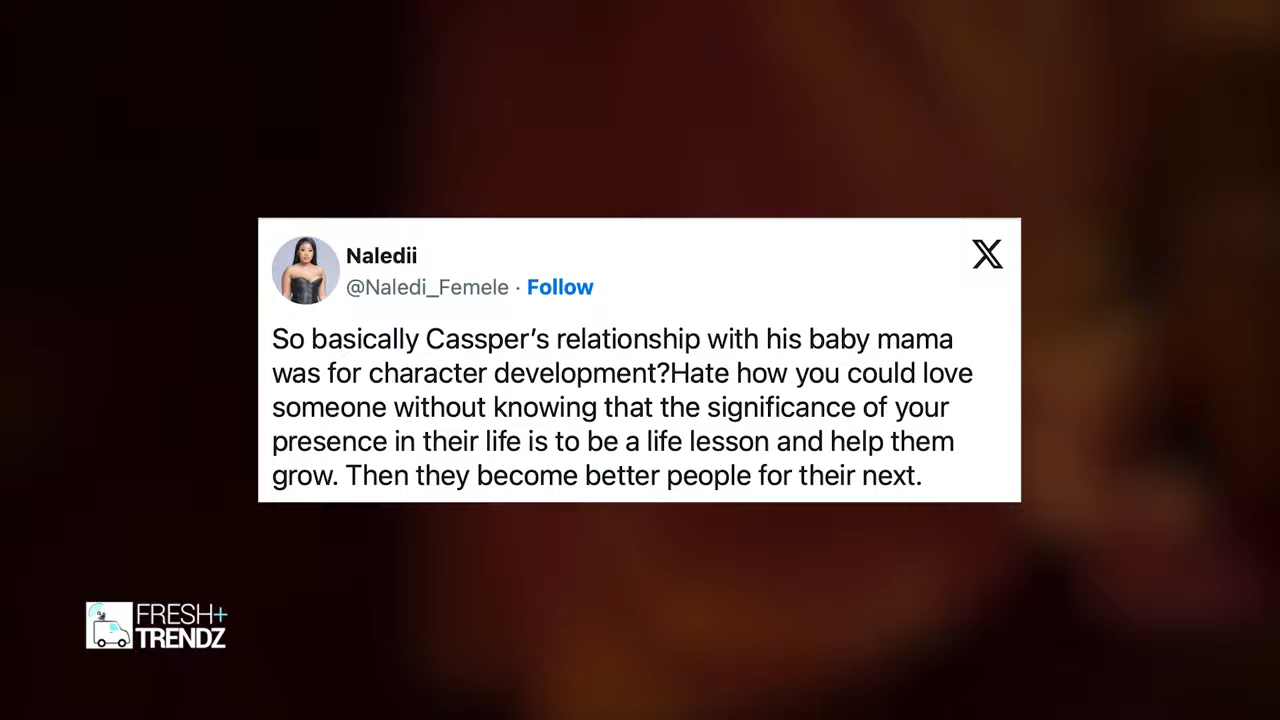 Naledii
@Naledi_Femele · Follow
So basically Cassper’s relationship with his baby mama
was for character development?Hate how you could love
someone without knowing that the significance of your
presence in their life is to be a life lesson and help them
grow. Then they become better people for their next.
FRESH+
TRENDZ